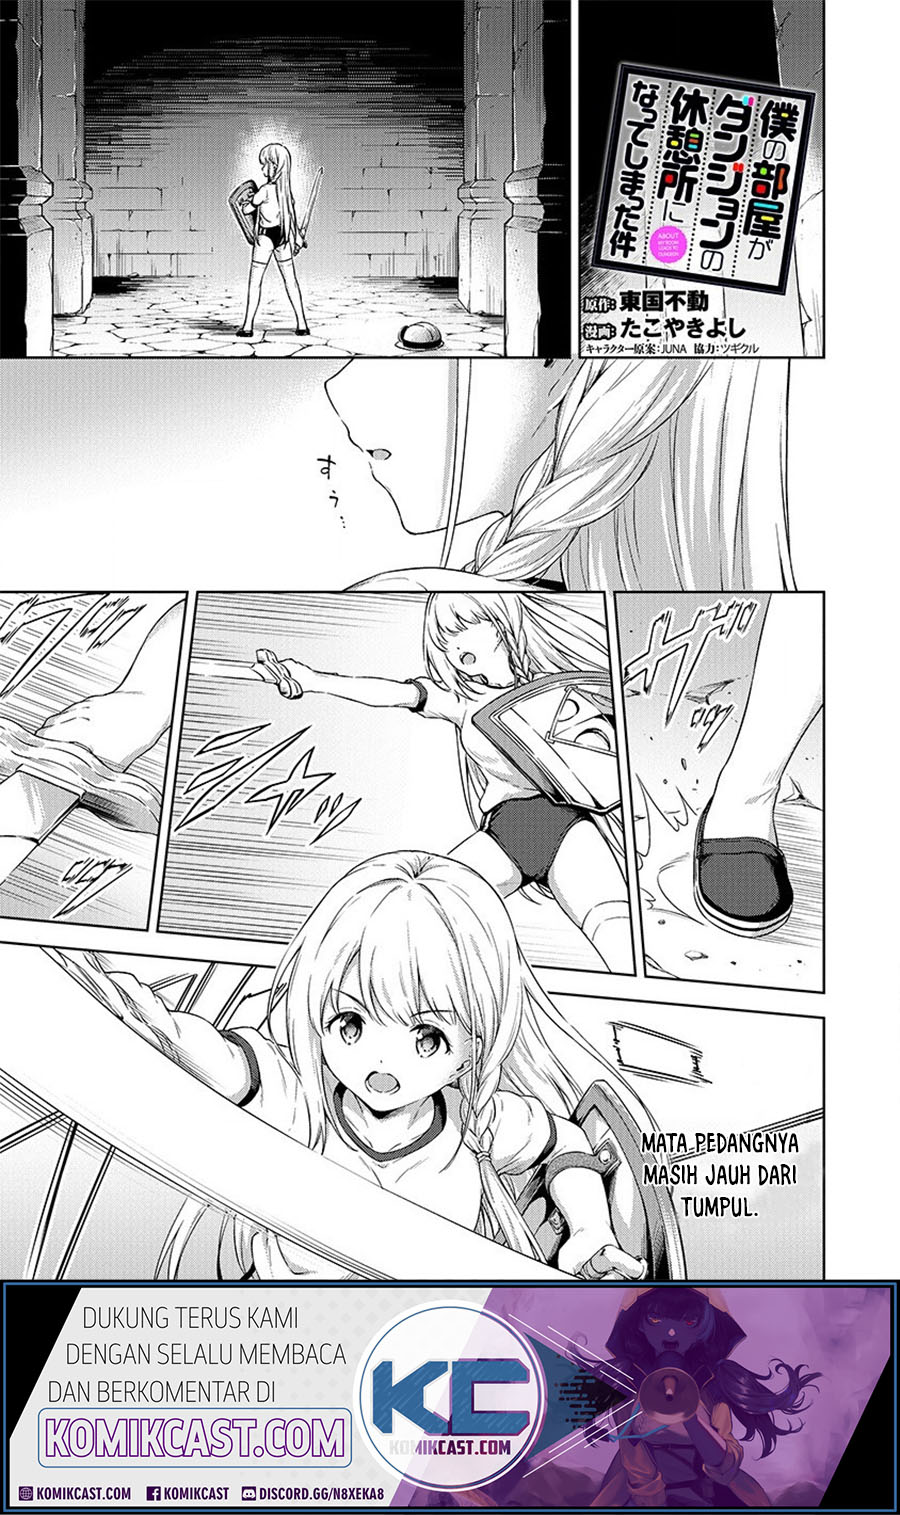 僕の部屋が
ダンジョンの
休憩所に
なってしまった件
ABOUT
MY ROOM
LEADS TO
DUNGEON
原作:東国不動
漫画:たこやきよし
キャラクター原案:JUNA 協力:ツギクル
すぅ…
MATA PEDANGNYA
MASIH JAUH DARI
TUMPUL.
DUKUNG TERUS KAMI
DENGAN SELALU MEMBACA
DAN BERKOMENTAR DI
KOMIKCAST.COM
KC
KOMIKCAST.COM
KOMIKCAST.COM KOMIKCAST DISCORD.GG/N8XEKA8